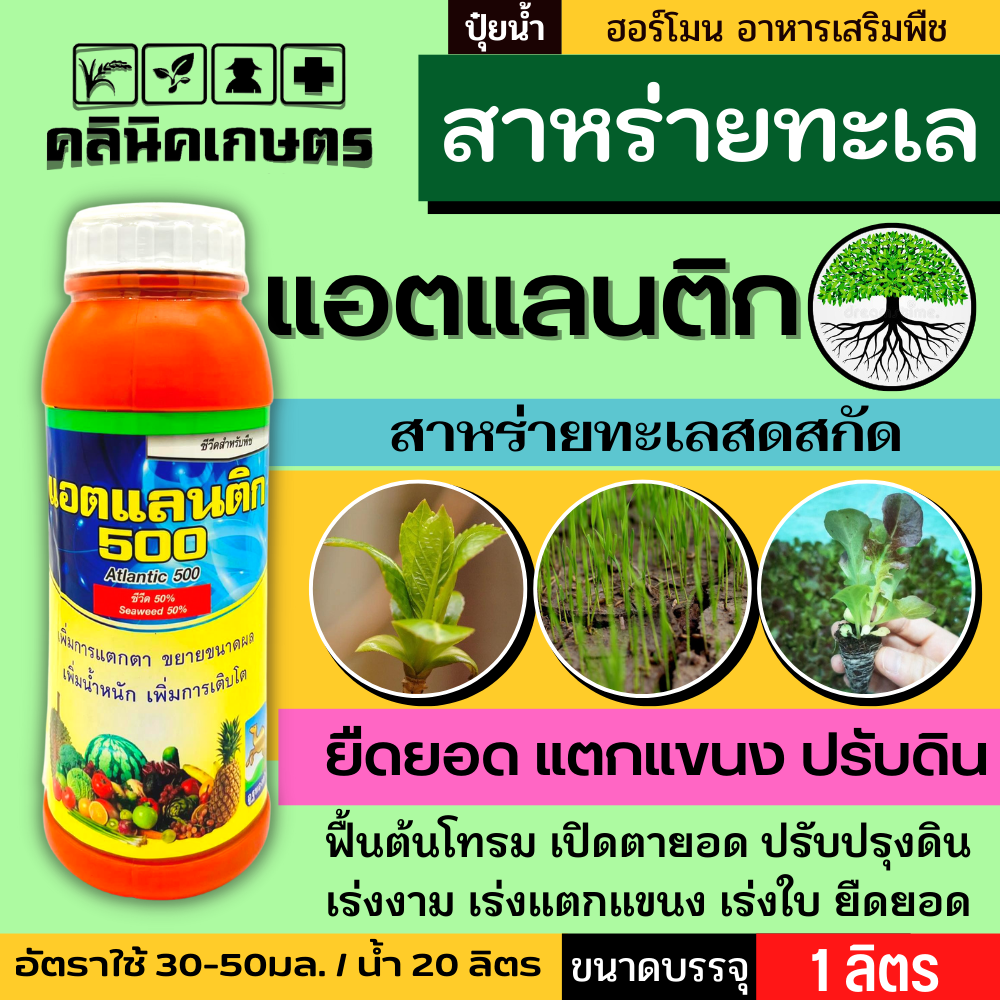 ปุ๋ยน้ำ ฮอร์โมน อาหารเสริมพืช
คลินิคเกษตร
สาหร่ายทะเล
แอตแลนติก
สาหร่ายทะเลสดสกัด
ชีวีดสำหรับพืช
แอตแลนติก
500
Atlantic 500
ชีวีด 50%
Seaweed 50%
เพิ่มการแตกตา ขยายขนาดผล
เพิ่มน้ำหนัก เพิ่มการเติบโต
ยืดยอด แตกแขนง ปรับดิน
ฟื้นต้นโทรม เปิดตายอด ปรับปรุงดิน
เร่งงาม เร่งแตกแขนง เร่งใบ ยืดยอด
อัตราใช้ 30-50มล. / น้ำ 20 ลิตร
ขนาดบรรจุ 1 ลิตร